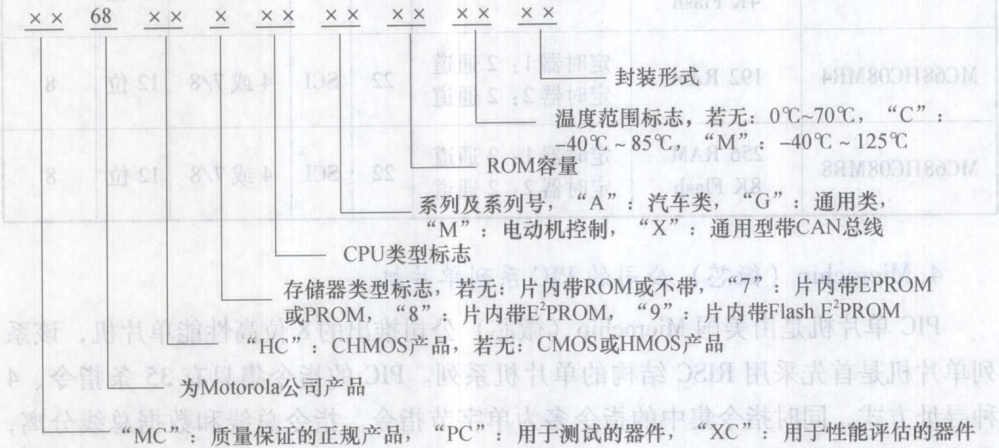 ×× 68 ×× × ×× ×× ×× ×× ××
封装形式
温度范围标志，若无：0℃~70℃，“C”：
-40℃ ~ 85℃，“M”：-40℃ ~ 125℃
ROM容量
系列及系列号，“A”：汽车类，“G”：通用类，
“M”：电动机控制，“X”：通用型带CAN总线
CPU类型标志
存储器类型标志，若无：片内带ROM或不带，“7”：片内带EPROM
或PROM，“8”：片内带E²PROM，“9”：片内带Flash E²PROM
“HC”：CHMOS产品，若无：CMOS或HMOS产品
为Motorola公司产品
“MC”：质量保证的正规产品，“PC”：用于测试的器件，“XC”：用于性能评估的器件